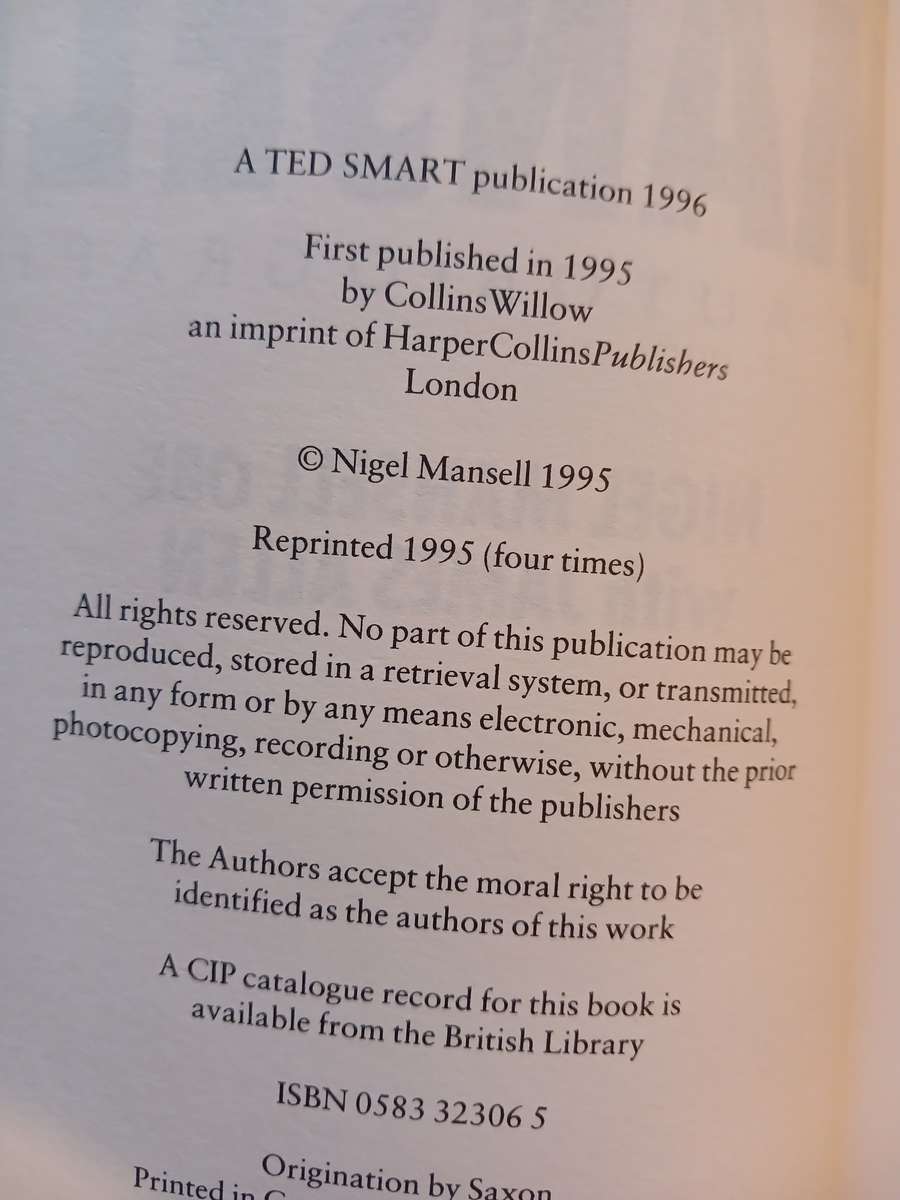 A TED SMART publication 1996
First published in 1995
by CollinsWillow
an imprint of HarperCollinsPublishers
London
© Nigel Mansell 1995
Reprinted 1995 (four times)
All rights reserved. No part of this publication may be
reproduced, stored in a retrieval system, or transmitted,
in any form or by any means electronic, mechanical,
photocopying, recording or otherwise, without the prior
written permission of the publishers
The Authors accept the moral right to be
identified as the authors of this work
A CIP catalogue record for this book is
available from the British Library
ISBN 0583 32306 5
Origination by Saxon
Printed in